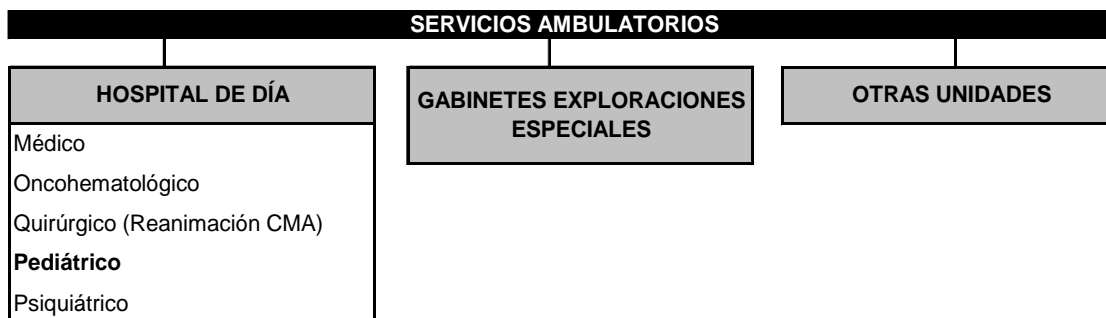 SERVICIOS AMBULATORIOS
HOSPITAL DE DÍA
Médico
Oncohematológico
Quirúrgico (Reanimación CMA)
Pediátrico
Psiquiátrico
GABINETES EXPLORACIONES
ESPECIALES
OTRAS UNIDADES